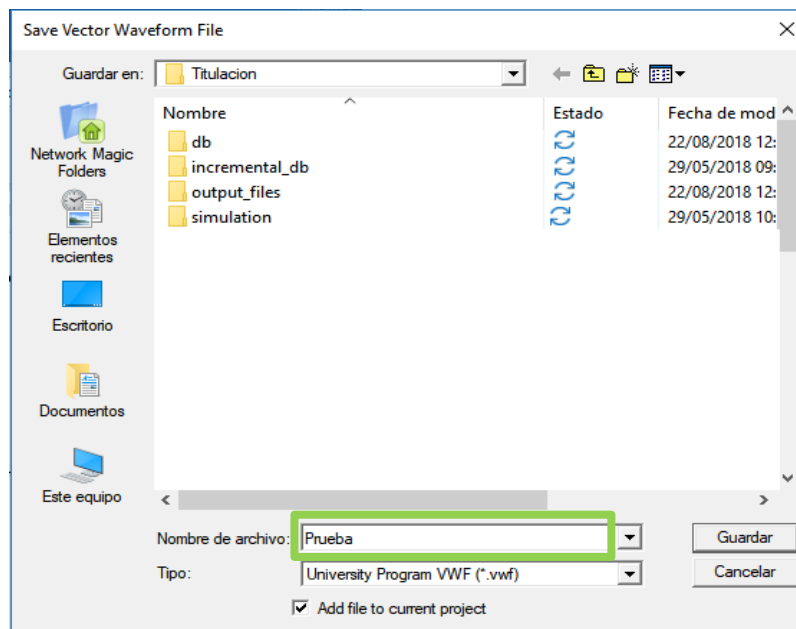 Save Vector Waveform File
Guardar en: Titulacion
Nombre Estado Fecha de mod
db 22/08/2018 12:
incremental_db 29/05/2018 09:
output_files 22/08/2018 12:
simulation 29/05/2018 10:
Network Magic
Folders
Elementos
recientes
Escritorio
Documentos
Este equipo
Nombre de archivo: Prueba Guardar
Tipo: University Program VWF (*.vwf) Cancelar
Add file to current project